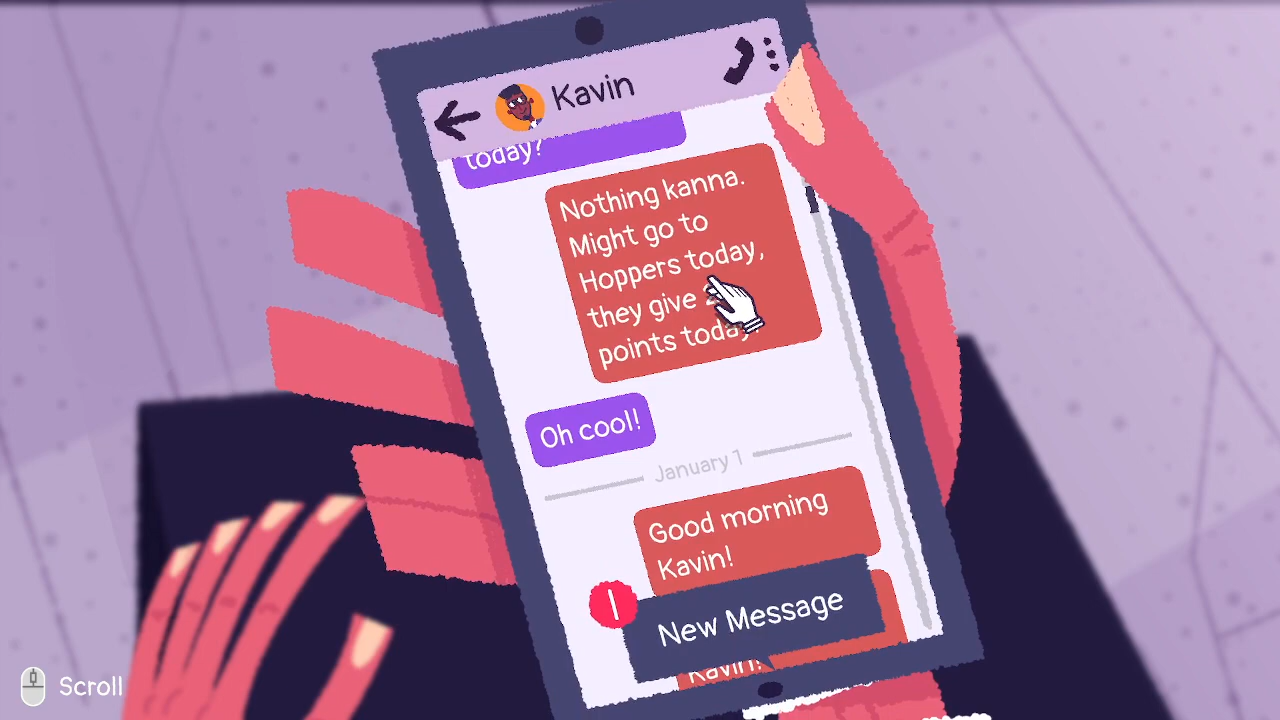 Kavin
today?
Nothing kanna.
Might go to
Hoppers today,
they give
points today.
Oh cool!
January 1
Good morning
Kavin!
New Message
Kavin!
Scroll